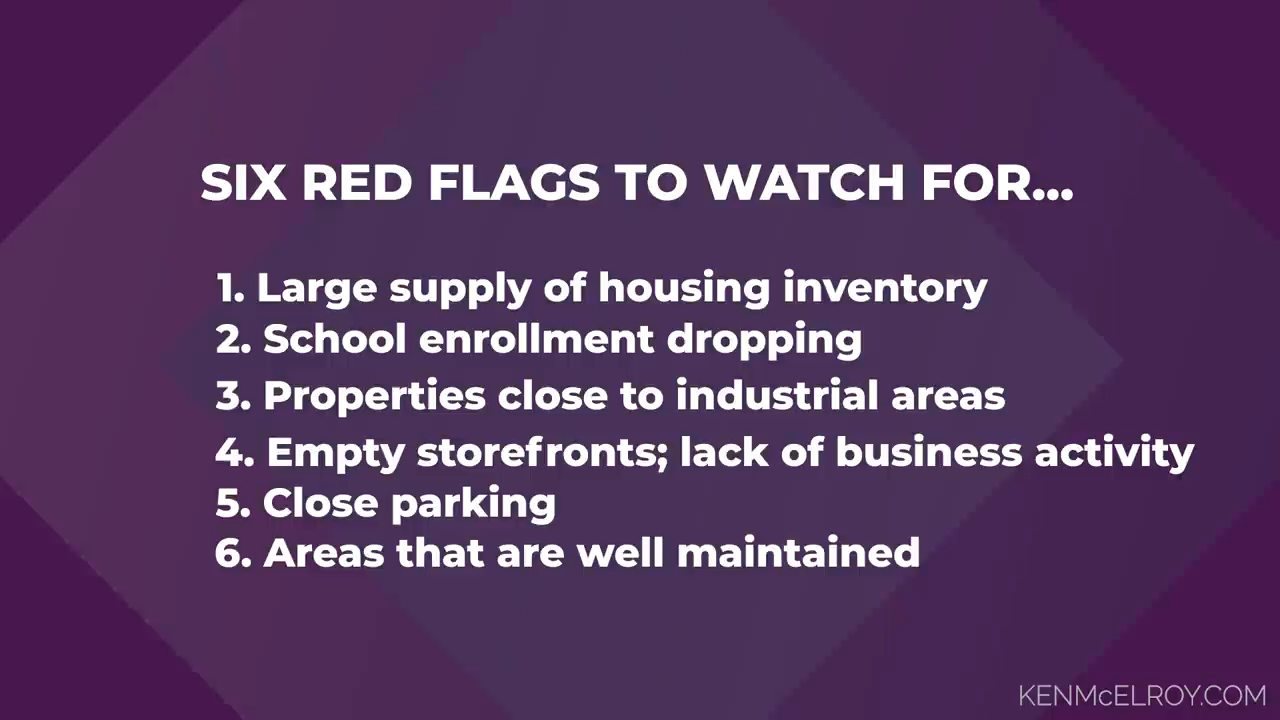 SIX RED FLAGS TO WATCH FOR...
1. Large supply of housing inventory
2. School enrollment dropping
3. Properties close to industrial areas
4. Empty storefronts; lack of business activity
5. Close parking
6. Areas that are well maintained
KENMcELROY.COM